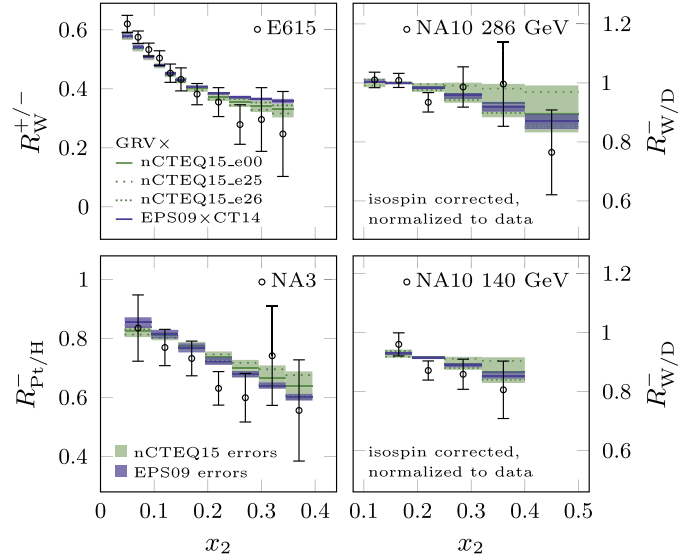 E615
NA10 286 GeV
0.6
0.4
0.2
0
R_W^{+/−}
GRV×
nCTEQ15_e00
nCTEQ15_e25
nCTEQ15_e26
EPS09×CT14
isospin corrected,
normalized to data
1.2
1
0.8
0.6
R^−_{W/D}
NA3
NA10 140 GeV
1
0.8
0.6
0.4
R^−_{Pt/H}
nCTEQ15 errors
EPS09 errors
isospin corrected,
normalized to data
1.2
1
0.8
0.6
R^−_{W/D}
0 0.1 0.2 0.3 0.4
0.1 0.2 0.3 0.4 0.5
x_2
x_2